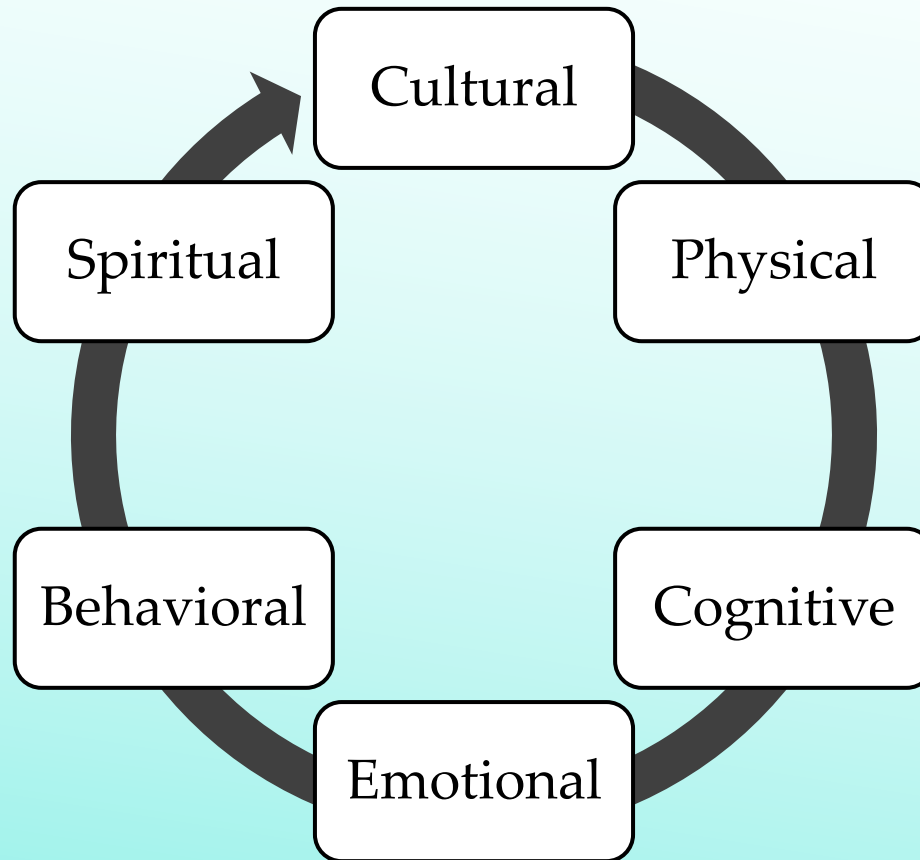 Cultural
Physical
Cognitive
Emotional
Behavioral
Spiritual